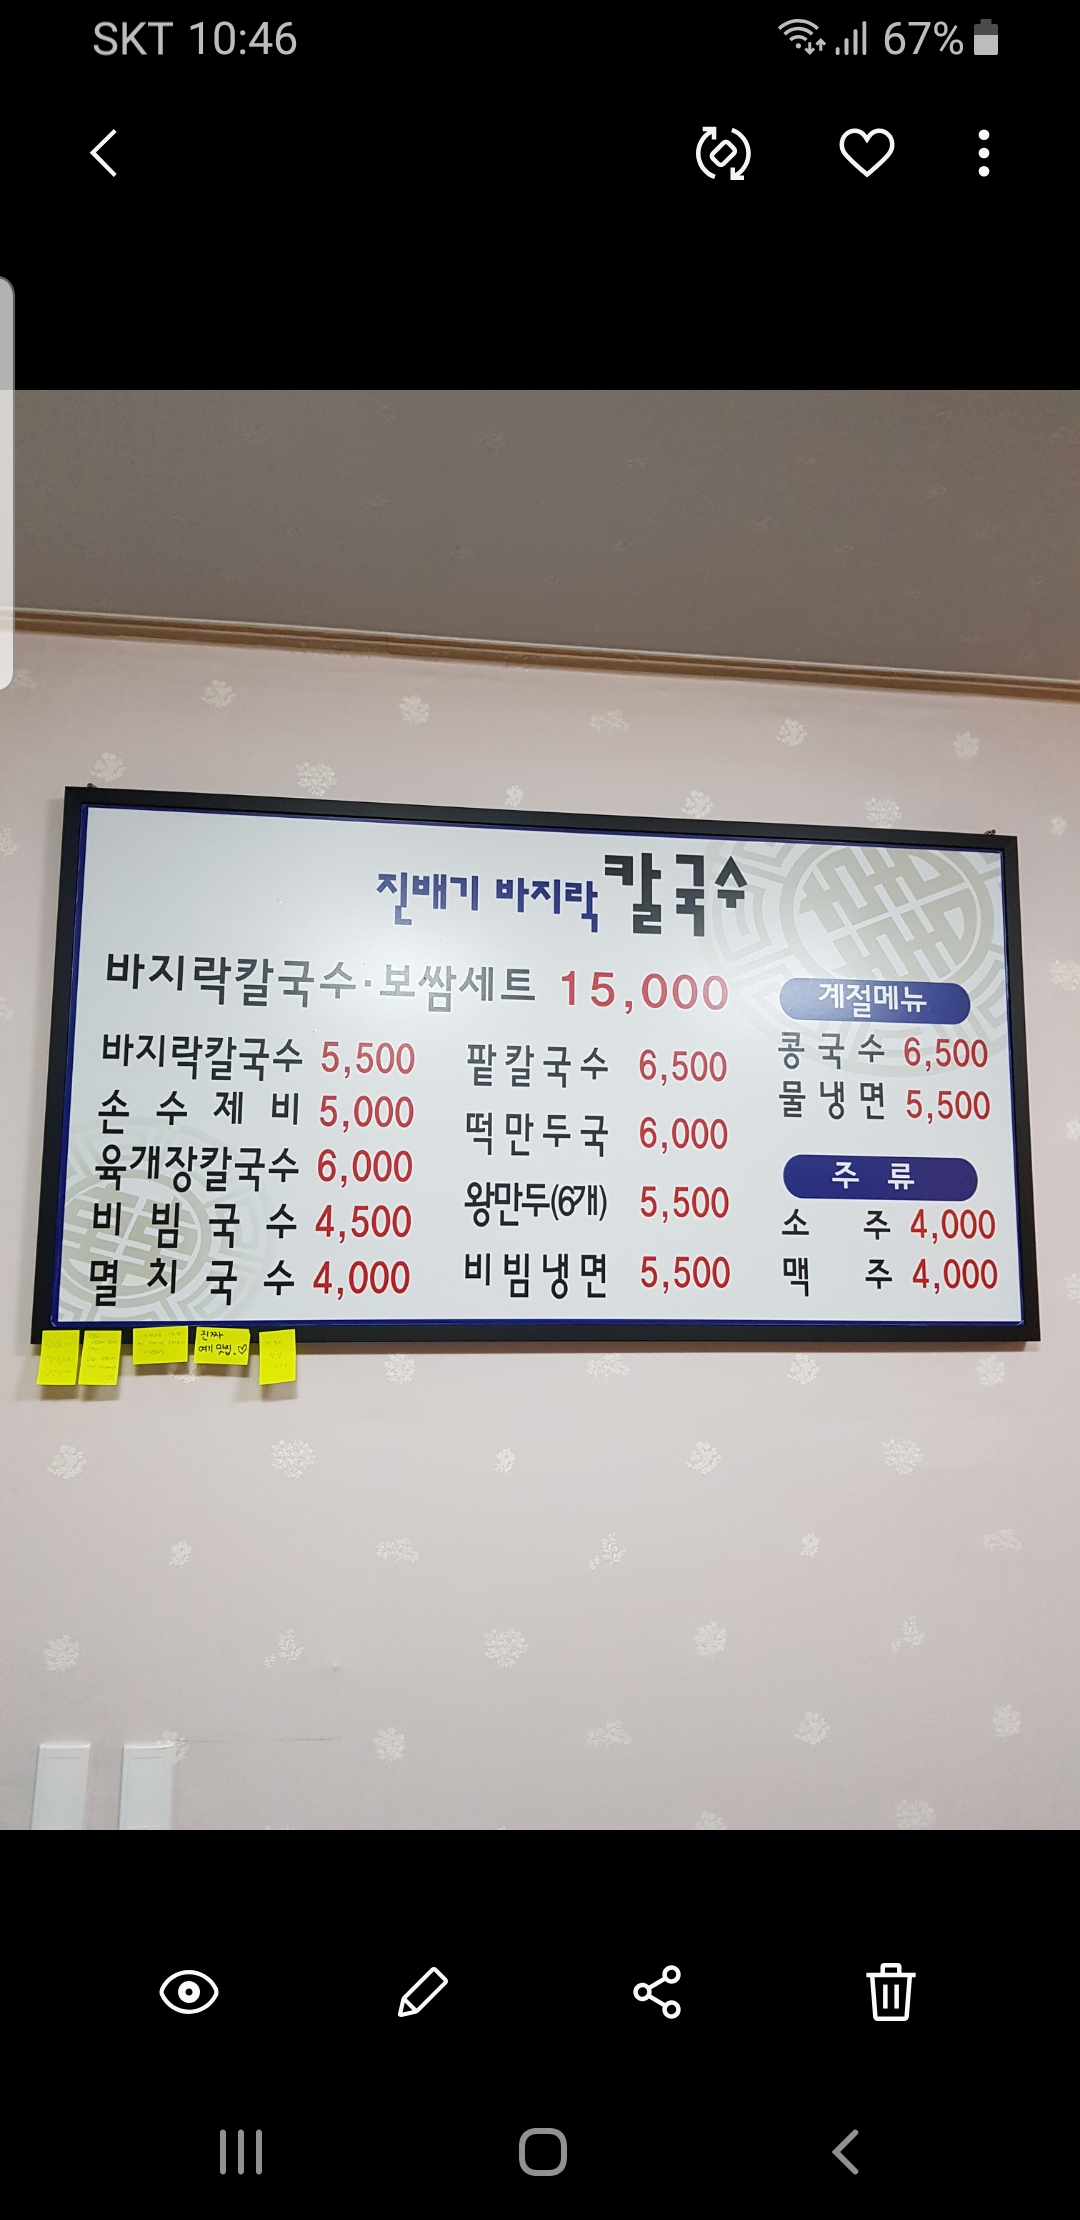 SKT 10:46
67%
진배기 바지락칼국수
바지락칼국수·보쌈세트 15,000
바지락칼국수 5,500
손수제비 5,000
육개장칼국수 6,000
비빔국수 4,500
멸치국수 4,000
팥칼국수 6,500
떡만두국 6,000
왕만두(6개) 5,500
비빔냉면 5,500
계절메뉴
콩국수 6,500
물냉면 5,500
주류
소주 4,000
맥주 4,000
진짜
여기 맛집..♡